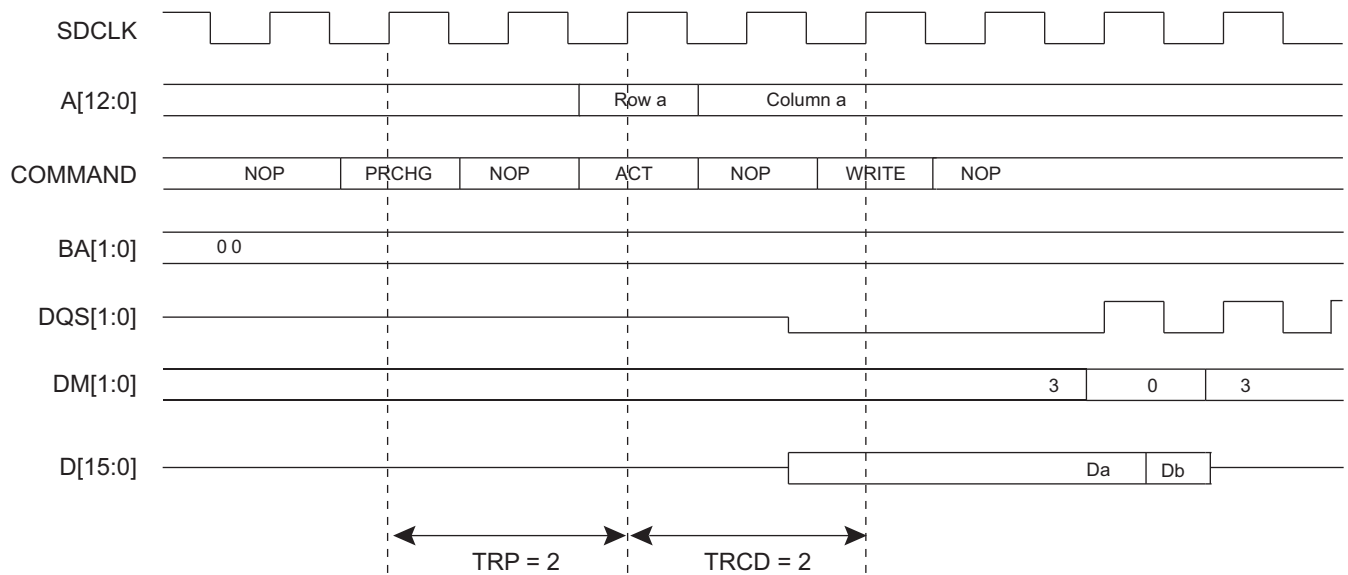 SDCLK
A[12:0] Row a Column a
COMMAND NOP PRCHG NOP ACT NOP WRITE NOP
BA[1:0] 0 0
DQS[1:0]
DM[1:0] 3 0 3
D[15:0] Da Db
TRP = 2 TRCD = 2